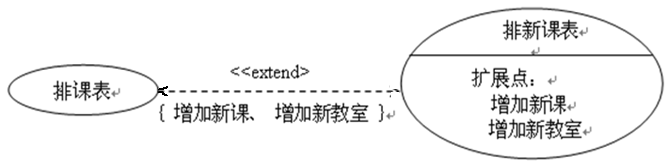 排课表
<<extend>
{ 增加新课、 增加新教室 }
排新课表
扩展点：
增加新课
增加新教室